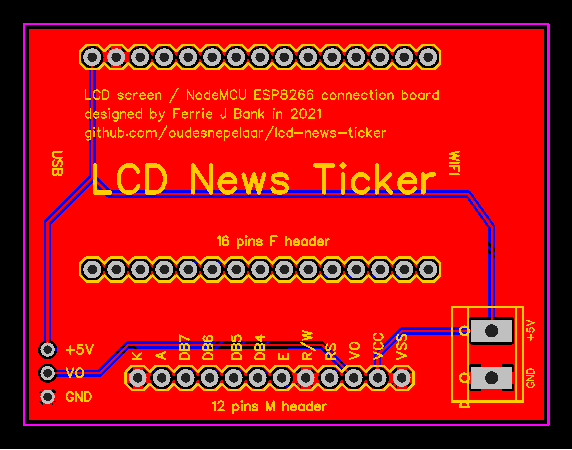 LCD screen / NodeMCU ESP8266 connection board
designed by Ferrie J Bank in 2021
github.com/oudesnepelaar/lcd-news-ticker
USB
WIFI
LCD News Ticker
16 pins F header
+5V
VO
GND
K
A
DB7
DB6
DB5
DB4
E
R/W
RS
VO
VCC
VSS
12 pins M header
+5V
GND